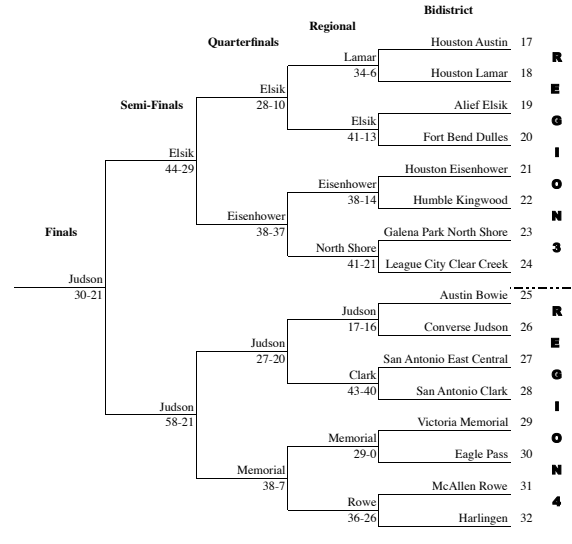 Bidistrict
Regional
Quarterfinals
Semi-Finals
Finals
Houston Austin 17
Lamar
34-6
Houston Lamar 18
Elsik
28-10
Alief Elsik 19
Elsik
41-13
Fort Bend Dulles 20
Elsik
44-29
Houston Eisenhower 21
Eisenhower
38-14
Humble Kingwood 22
Eisenhower
38-37
Galena Park North Shore 23
North Shore
41-21
League City Clear Creek 24
REGION 3
Judson
30-21
Austin Bowie 25
Judson
17-16
Converse Judson 26
Judson
27-20
San Antonio East Central 27
Clark
43-40
San Antonio Clark 28
Judson
58-21
Victoria Memorial 29
Memorial
29-0
Eagle Pass 30
Memorial
38-7
McAllen Rowe 31
Rowe
36-26
Harlingen 32
REGION 4